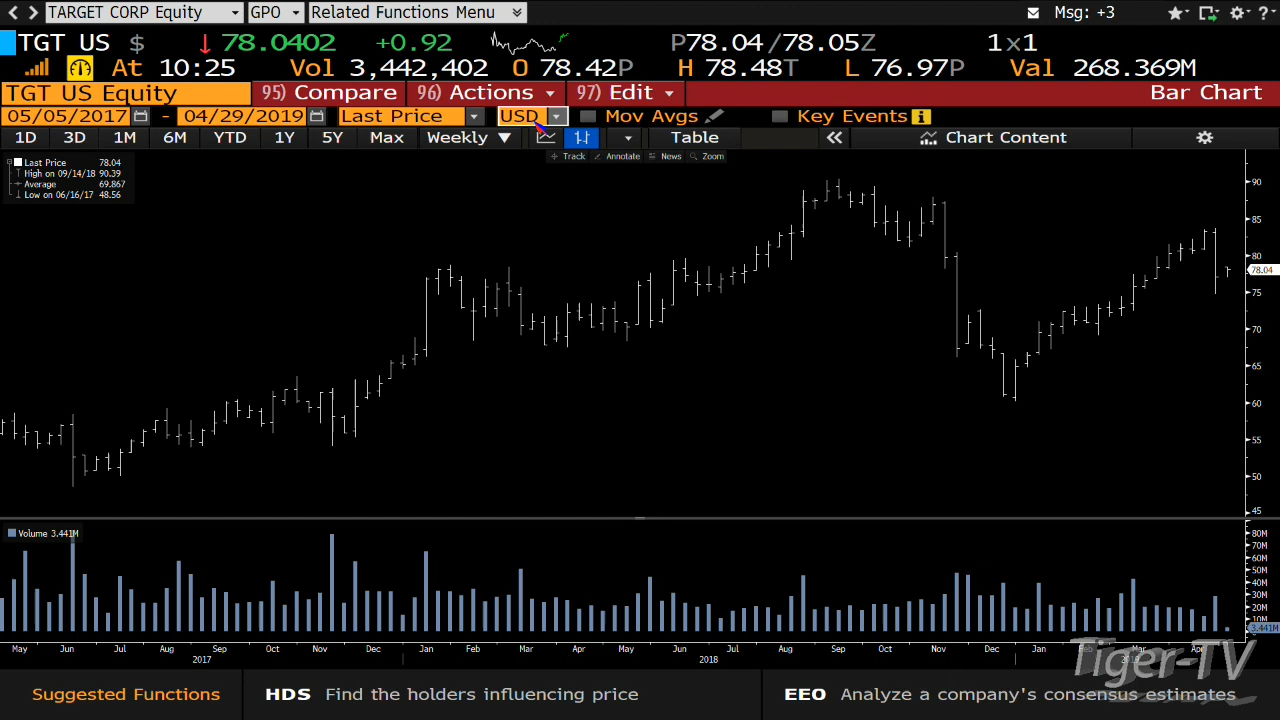 TARGET CORP Equity GPO Related Functions Menu Msg: +3
TGT US $ 78.0402 +0.92 P78.04/78.05Z 1x1
At 10:25 Vol 3,442,402 O 78.42P H 78.48T L 76.97P Val 268.369M
TGT US Equity 95) Compare 96) Actions 97) Edit Bar Chart
05/05/2017 - 04/29/2019 Last Price USD Mov Avgs Key Events i
1D 3D 1M 6M YTD 1Y 5Y Max Weekly Table Chart Content
Track Annotate News Zoom
Last Price 78.04
High on 09/14/18 90.39
Average 69.867
Low on 06/16/17 48.56
90
85
80
78.04
75
70
65
60
55
50
45
Volume 3.441M
80M
70M
60M
50M
40M
30M
20M
10M
3.441M
May Jun Jul Aug Sep Oct Nov Dec Jan Feb Mar Apr May Jun Jul Aug Sep Oct Nov Dec Jan Feb Mar
2017 2018
Tiger-TV
Suggested Functions HDS Find the holders influencing price EEO Analyze a company's consensus estimates